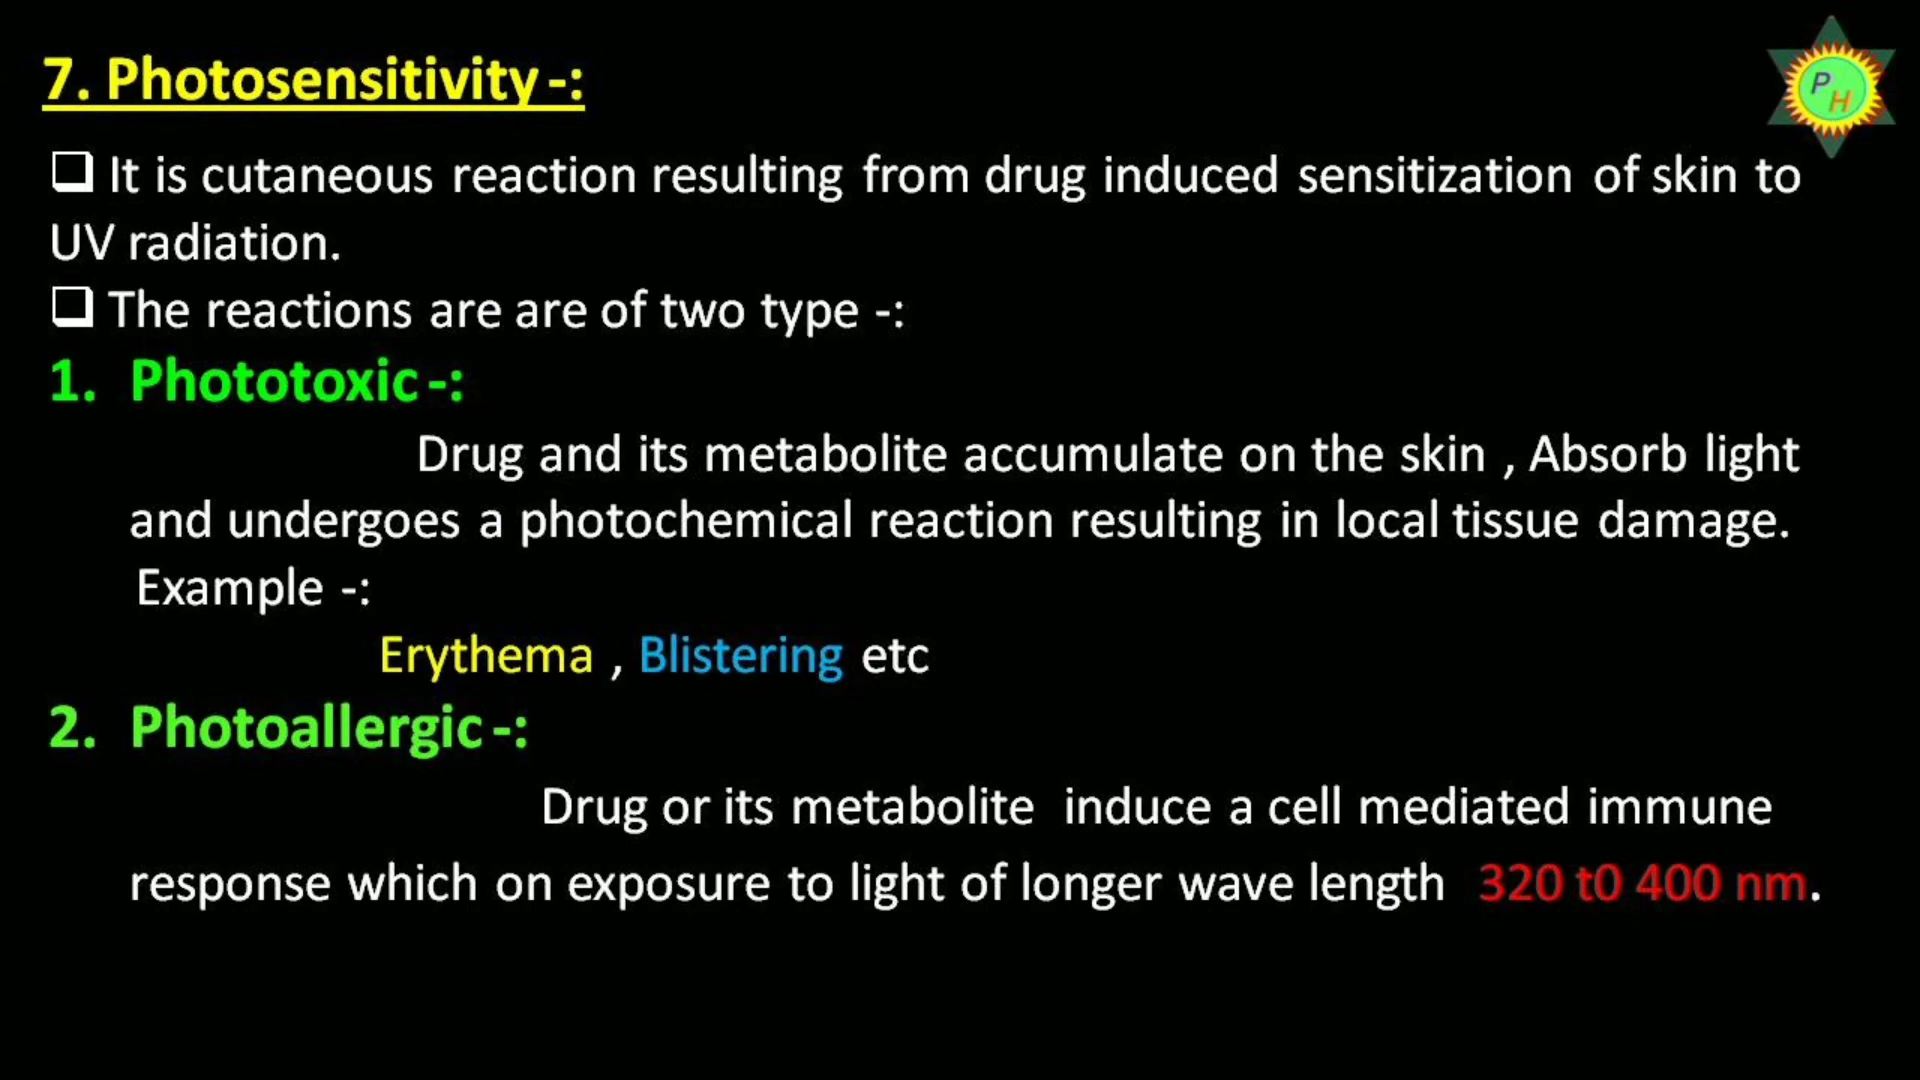 7. Photosensitivity -:
P
H
It is cutaneous reaction resulting from drug induced sensitization of skin to
UV radiation.
The reactions are are of two type -:
1. Phototoxic -:
Drug and its metabolite accumulate on the skin , Absorb light
and undergoes a photochemical reaction resulting in local tissue damage.
Example -:
Erythema , Blistering etc
2. Photoallergic -:
Drug or its metabolite induce a cell mediated immune
response which on exposure to light of longer wave length 320 t0 400 nm.